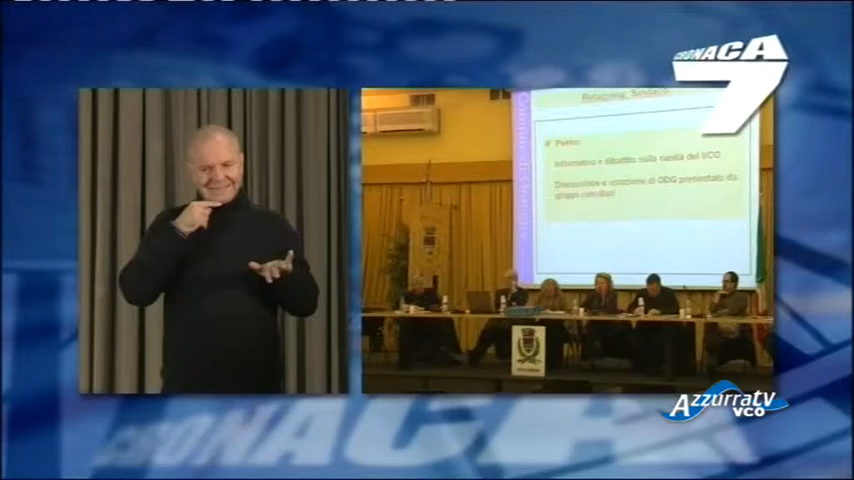 CRONACA
7
Relazione Sindaco
8° Punto:
Informativa e dibattito sulla sanità del VCO
Discussione e votazione di ODG presentato da
gruppi consiliari
AzzurraTV
VCO
CRONACA